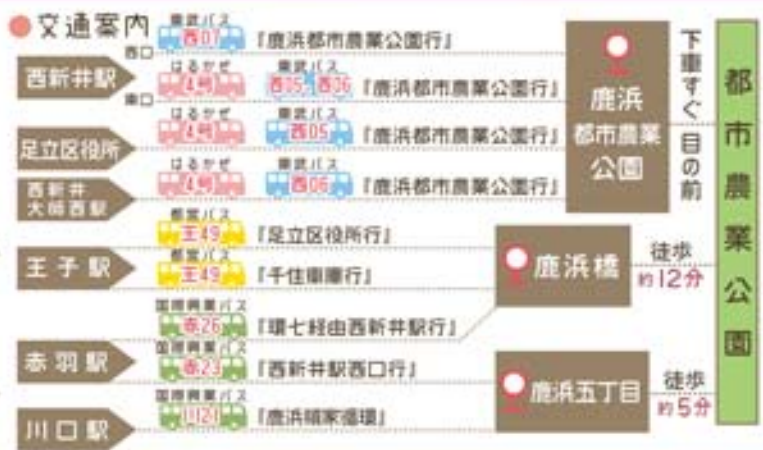 交通案内
東武バス
西07
『鹿浜都市農業公園行』
西口
西新井駅
はるかぜ
4号
東武バス
西05 西06
『鹿浜都市農業公園行』
東口
足立区役所
はるかぜ
4号
東武バス
西05
『鹿浜都市農業公園行』
西新井
大師西駅
はるかぜ
4号
東武バス
西06
『鹿浜都市農業公園行』
鹿浜
都市農業
公園
下車すぐ
目の前
王子駅
都営バス
王49
『足立区役所行』
都営バス
王49
『千住車庫行』
鹿浜橋
徒歩
約12分
国際興業バス
赤26
『環七経由西新井駅行』
赤羽駅
国際興業バス
赤23
『西新井駅西口行』
鹿浜五丁目
徒歩
約5分
川口駅
国際興業バス
川21
『鹿浜領家循環』
都市農業公園